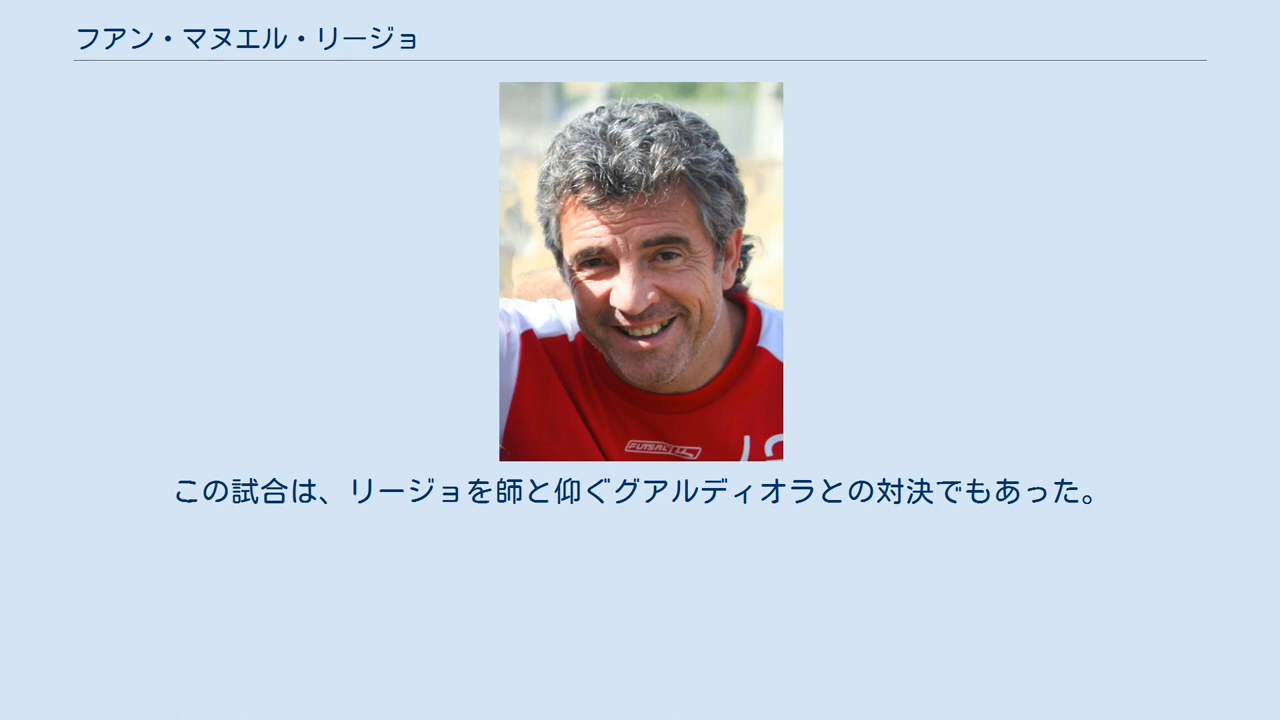 フアン・マヌエル・リージョ
FUTSAL
この試合は、リージョを師と仰ぐグアルディオラとの対決でもあった。